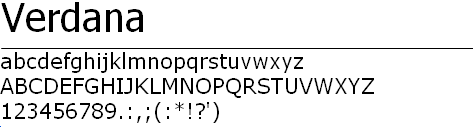 Verdana
abcdefghijklmnopqrstuvwxyz
ABCDEFGHIJKLMNOPQRSTUVWXYZ
123456789.:,;(:*!?')